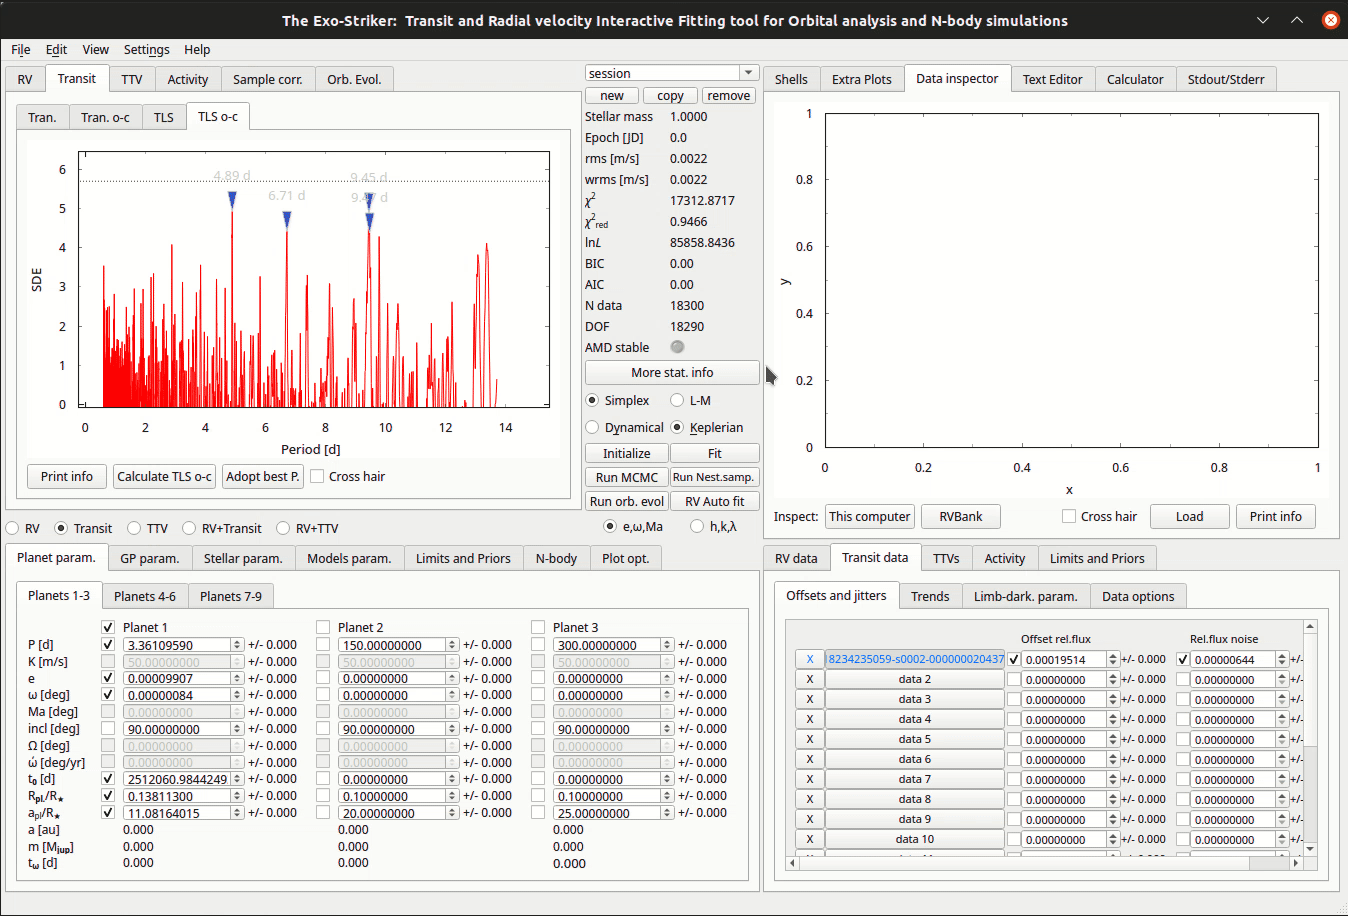 The Exo-Striker: Transit and Radial velocity Interactive Fitting tool for Orbital analysis and N-body simulations
File Edit View Settings Help
RV Transit TTV Activity Sample corr. Orb. Evol.
Tran. Tran. o-c TLS TLS o-c
SDE
6
5
4
3
2
1
0
4.89 d
6.71 d
9.45 d
0 2 4 6 8 10 12 14
Period [d]
Print info Calculate TLS o-c Adopt best P. Cross hair
session
new copy remove
Stellar mass 1.0000
Epoch [JD] 0.0
rms [m/s] 0.0022
wrms [m/s] 0.0022
χ² 17312.8717
χ²red 0.9466
lnL 85858.8436
BIC 0.00
AIC 0.00
N data 18300
DOF 18290
AMD stable
More stat. info
Simplex L-M
Dynamical Keplerian
Initialize Fit
Run MCMC Run Nest.samp.
Run orb. evol RV Auto fit
e,ω,Ma h,k,λ
Shells Extra Plots Data inspector Text Editor Calculator Stdout/Stderr
y
1
0.8
0.6
0.4
0.2
0
0 0.2 0.4 0.6 0.8 1
x
Inspect: This computer RVBank Cross hair Load Print info
RV Transit TTV RV+Transit RV+TTV
Planet param. GP param. Stellar param. Models param. Limits and Priors N-body Plot opt.
Planets 1-3 Planets 4-6 Planets 7-9
Planet 1 Planet 2 Planet 3
P [d] 3.36109590 +/- 0.000 150.00000000 +/- 0.000 300.00000000 +/- 0.000
K [m/s] 50.00000000 +/- 0.000 50.00000000 +/- 0.000 50.00000000 +/- 0.000
e 0.00009907 +/- 0.000 0.00000000 +/- 0.000 0.00000000 +/- 0.000
ω [deg] 0.00000084 +/- 0.000 0.00000000 +/- 0.000 0.00000000 +/- 0.000
Ma [deg] 0.00000000 +/- 0.000 0.00000000 +/- 0.000 0.00000000 +/- 0.000
incl [deg] 90.00000000 +/- 0.000 90.00000000 +/- 0.000 90.00000000 +/- 0.000
Ω [deg] 0.00000000 +/- 0.000 0.00000000 +/- 0.000 0.00000000 +/- 0.000
ω̇ [deg/yr] 0.00000000 +/- 0.000 0.00000000 +/- 0.000 0.00000000 +/- 0.000
t₀ [d] 2512060.9844249 +/- 0.000 0.00000000 +/- 0.000 0.00000000 +/- 0.000
Rpl/R★ 0.13811300 +/- 0.000 0.10000000 +/- 0.000 0.10000000 +/- 0.000
apl/R★ 11.08164015 +/- 0.000 20.00000000 +/- 0.000 25.00000000 +/- 0.000
a [au] 0.000 0.000 0.000
m [Mjup] 0.000 0.000 0.000
tω [d] 0.000 0.000 0.000
RV data Transit data TTVs Activity Limits and Priors
Offsets and jitters Trends Limb-dark. param. Data options
Offset rel.flux Rel.flux noise
X 8234235059-s0002-000000020437 0.00019514 +/- 0.000 0.00000644 +/-
X data 2 0.00000000 +/- 0.000 0.00000000 +/-
X data 3 0.00000000 +/- 0.000 0.00000000 +/-
X data 4 0.00000000 +/- 0.000 0.00000000 +/-
X data 5 0.00000000 +/- 0.000 0.00000000 +/-
X data 6 0.00000000 +/- 0.000 0.00000000 +/-
X data 7 0.00000000 +/- 0.000 0.00000000 +/-
X data 8 0.00000000 +/- 0.000 0.00000000 +/-
X data 9 0.00000000 +/- 0.000 0.00000000 +/-
X data 10 0.00000000 +/- 0.000 0.00000000 +/-